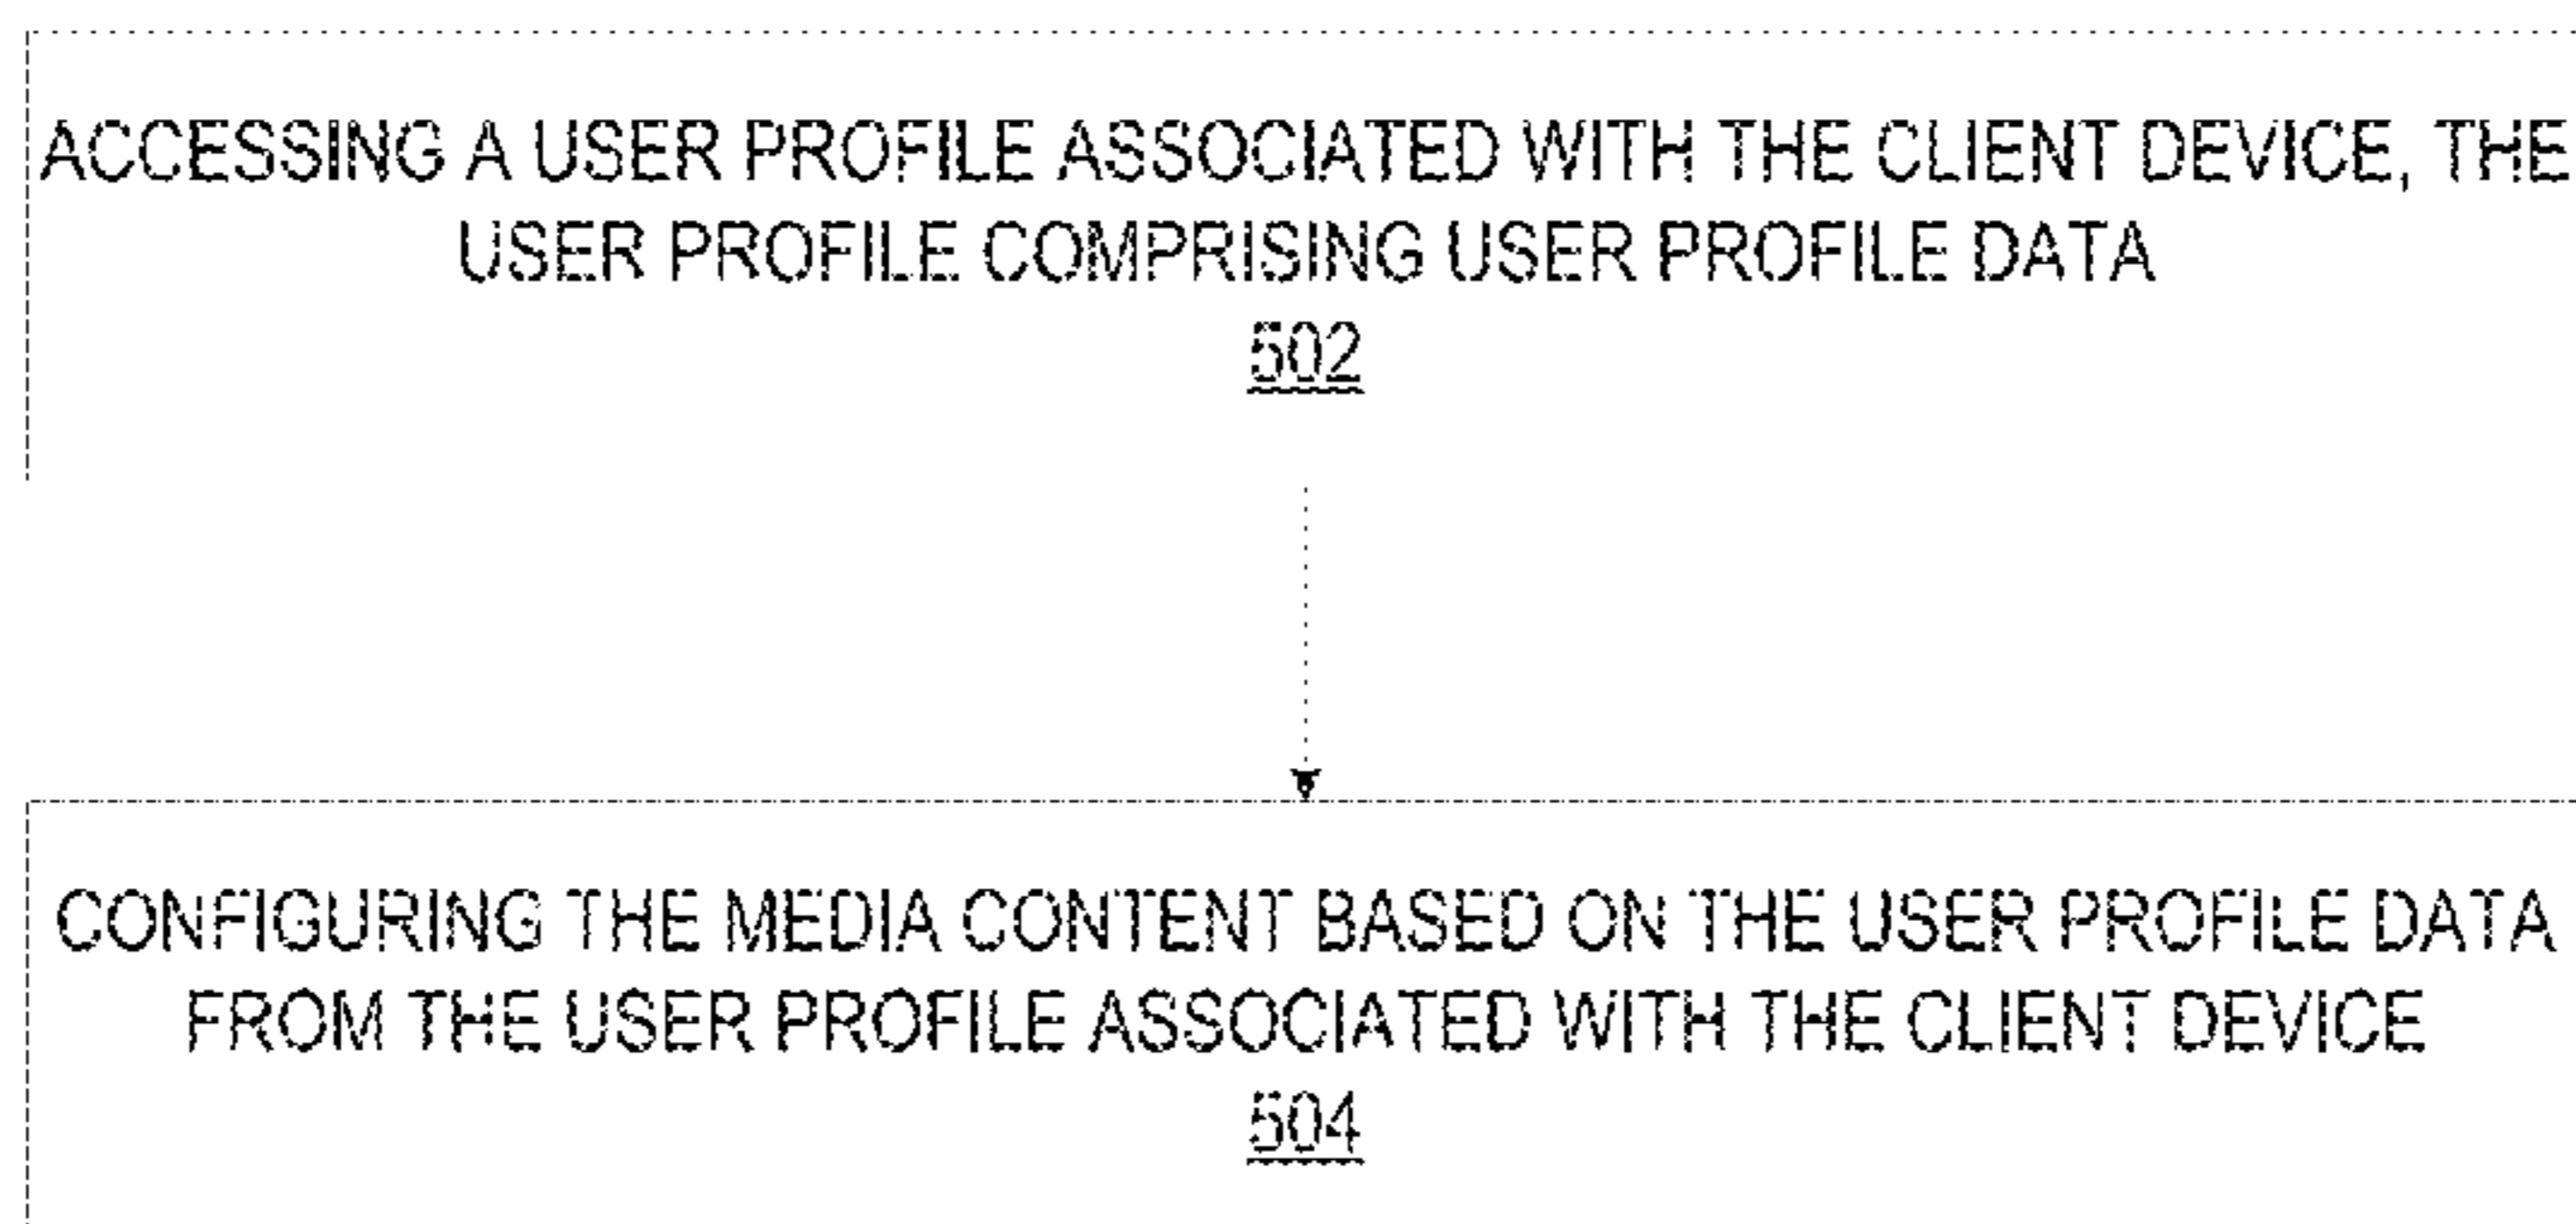 ACCESSING A USER PROFILE ASSOCIATED WITH THE CLIENT DEVICE, THE
USER PROFILE COMPRISING USER PROFILE DATA
502
CONFIGURING THE MEDIA CONTENT BASED ON THE USER PROFILE DATA
FROM THE USER PROFILE ASSOCIATED WITH THE CLIENT DEVICE
504